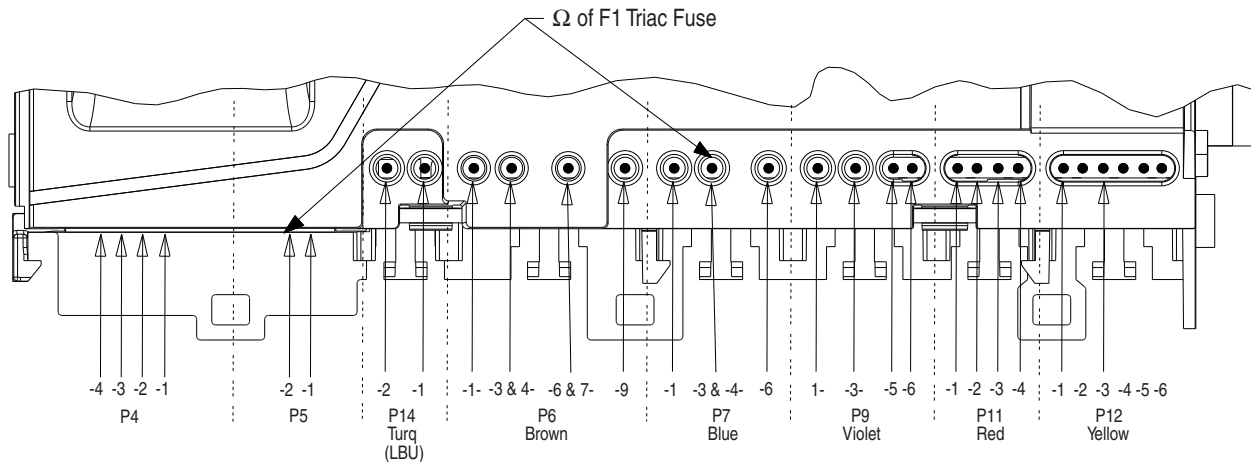 Ω of F1 Triac Fuse
-4 -3 -2 -1 -2 -1 -2 -1 -1- -3 & 4- -6 & 7- -9 -1 -3 & -4- -6 1- -3- -5 -6 -1 -2 -3 -4 -1 -2 -3 -4 -5 -6
P4 P5 P14 P6 P7 P9 P11 P12
Turq Brown Blue Violet Red Yellow
(LBU)